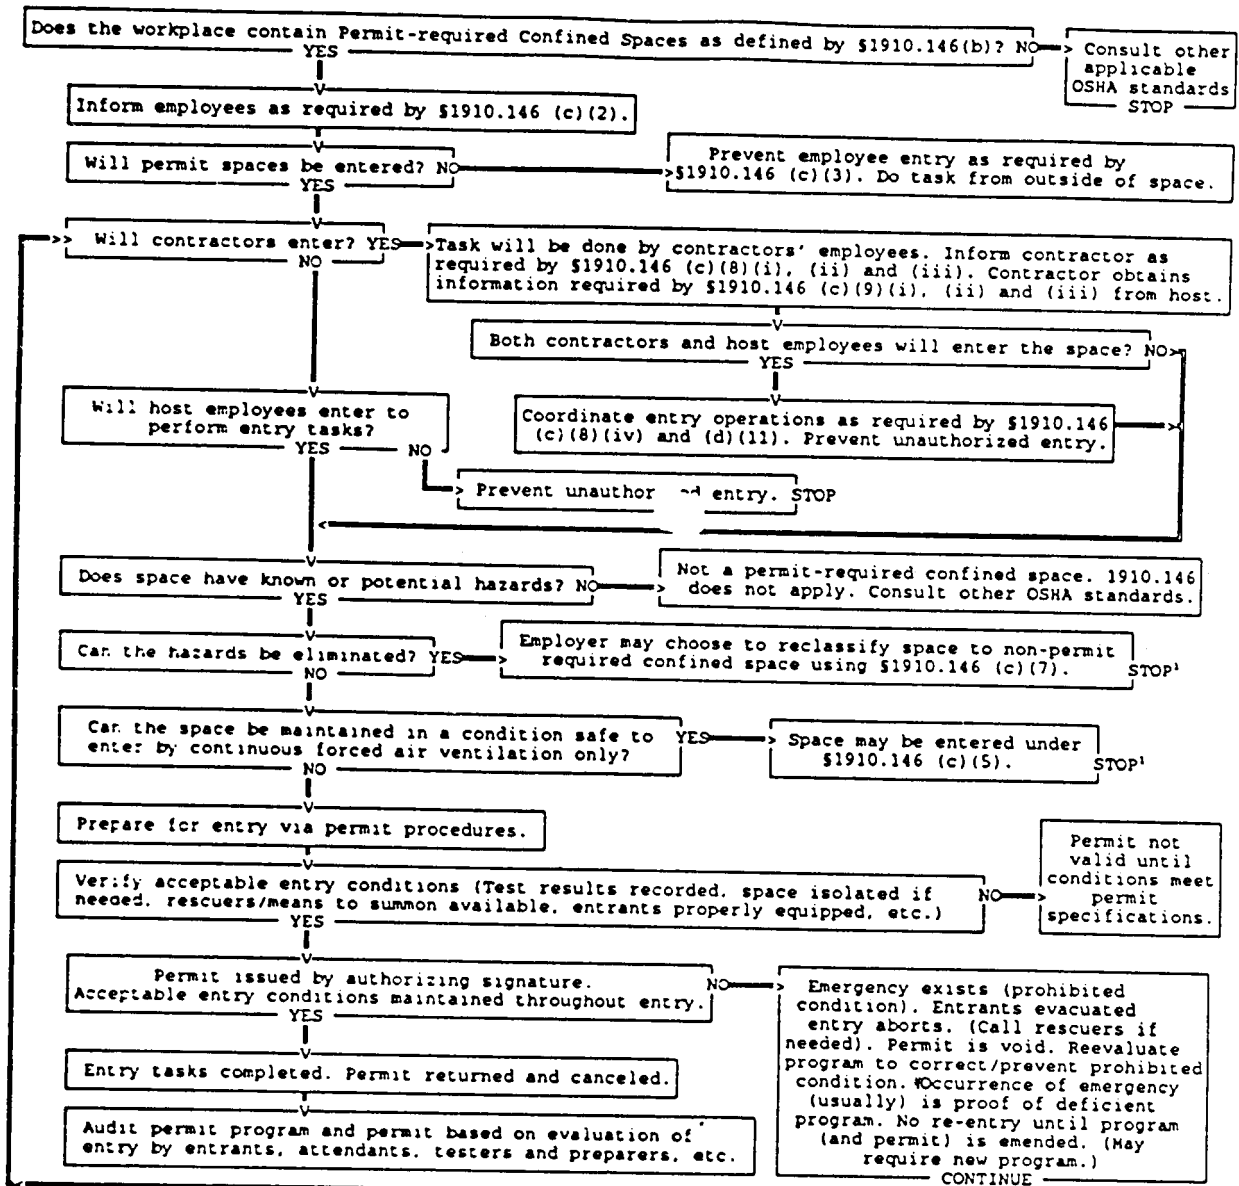 Does the workplace contain Permit-required Confined Spaces as defined by §1910.146(b)? NO
YES
Consult other
applicable
OSHA standards
STOP
Inform employees as required by §1910.146 (c)(2).
Will permit spaces be entered? NO
YES
Prevent employee entry as required by
§1910.146 (c)(3). Do task from outside of space.
Will contractors enter? YES
NO
Task will be done by contractors' employees. Inform contractor as
required by §1910.146 (c)(8)(i), (ii) and (iii). Contractor obtains
information required by §1910.146 (c)(9)(i), (ii) and (iii) from host.
Both contractors and host employees will enter the space? NO
YES
Will host employees enter to
perform entry tasks?
YES NO
Coordinate entry operations as required by §1910.146
(c)(8)(iv) and (d)(11). Prevent unauthorized entry.
Prevent unauthor ed entry. STOP
Does space have known or potential hazards? NO
YES
Not a permit-required confined space. 1910.146
does not apply. Consult other OSHA standards.
Can the hazards be eliminated? YES
NO
Employer may choose to reclassify space to non-permit
required confined space using §1910.146 (c)(7). STOP¹
Can the space be maintained in a condition safe to
enter by continuous forced air ventilation only?
YES
NO
Space may be entered under
§1910.146 (c)(5). STOP¹
Prepare for entry via permit procedures.
Verify acceptable entry conditions (Test results recorded, space isolated if
needed, rescuers/means to summon available, entrants properly equipped, etc.)
NO
YES
Permit not
valid until
conditions meet
permit
specifications.
Permit issued by authorizing signature.
Acceptable entry conditions maintained throughout entry.
NO
YES
Emergency exists (prohibited
condition). Entrants evacuated
entry aborts. (Call rescuers if
needed). Permit is void. Reevaluate
program to correct/prevent prohibited
condition. Occurrence of emergency
(usually) is proof of deficient
program. No re-entry until program
(and permit) is emended. (May
require new program.)
CONTINUE
Entry tasks completed. Permit returned and canceled.
Audit permit program and permit based on evaluation of
entry by entrants, attendants, testers and preparers, etc.